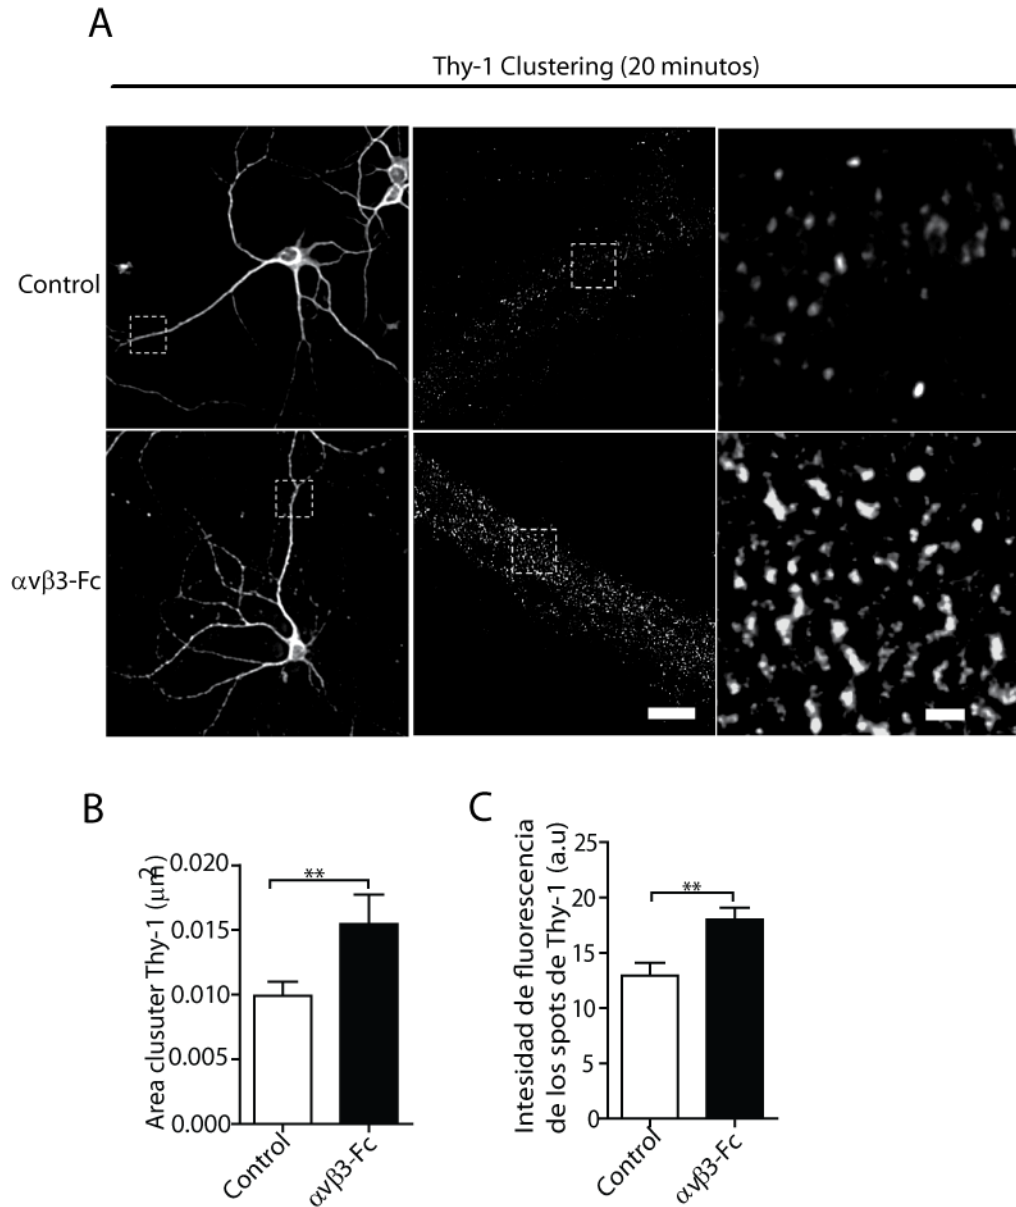 A
Thy-1 Clustering (20 minutos)
Control
αvβ3-Fc
B
Area clusuter Thy-1 (μm²)
0.020
0.015
0.010
0.005
0.000
**
Control
αvβ3-Fc
C
Intesidad de fluorescencia
de los spots de Thy-1 (a.u)
25
20
15
10
5
0
**
Control
αvβ3-Fc